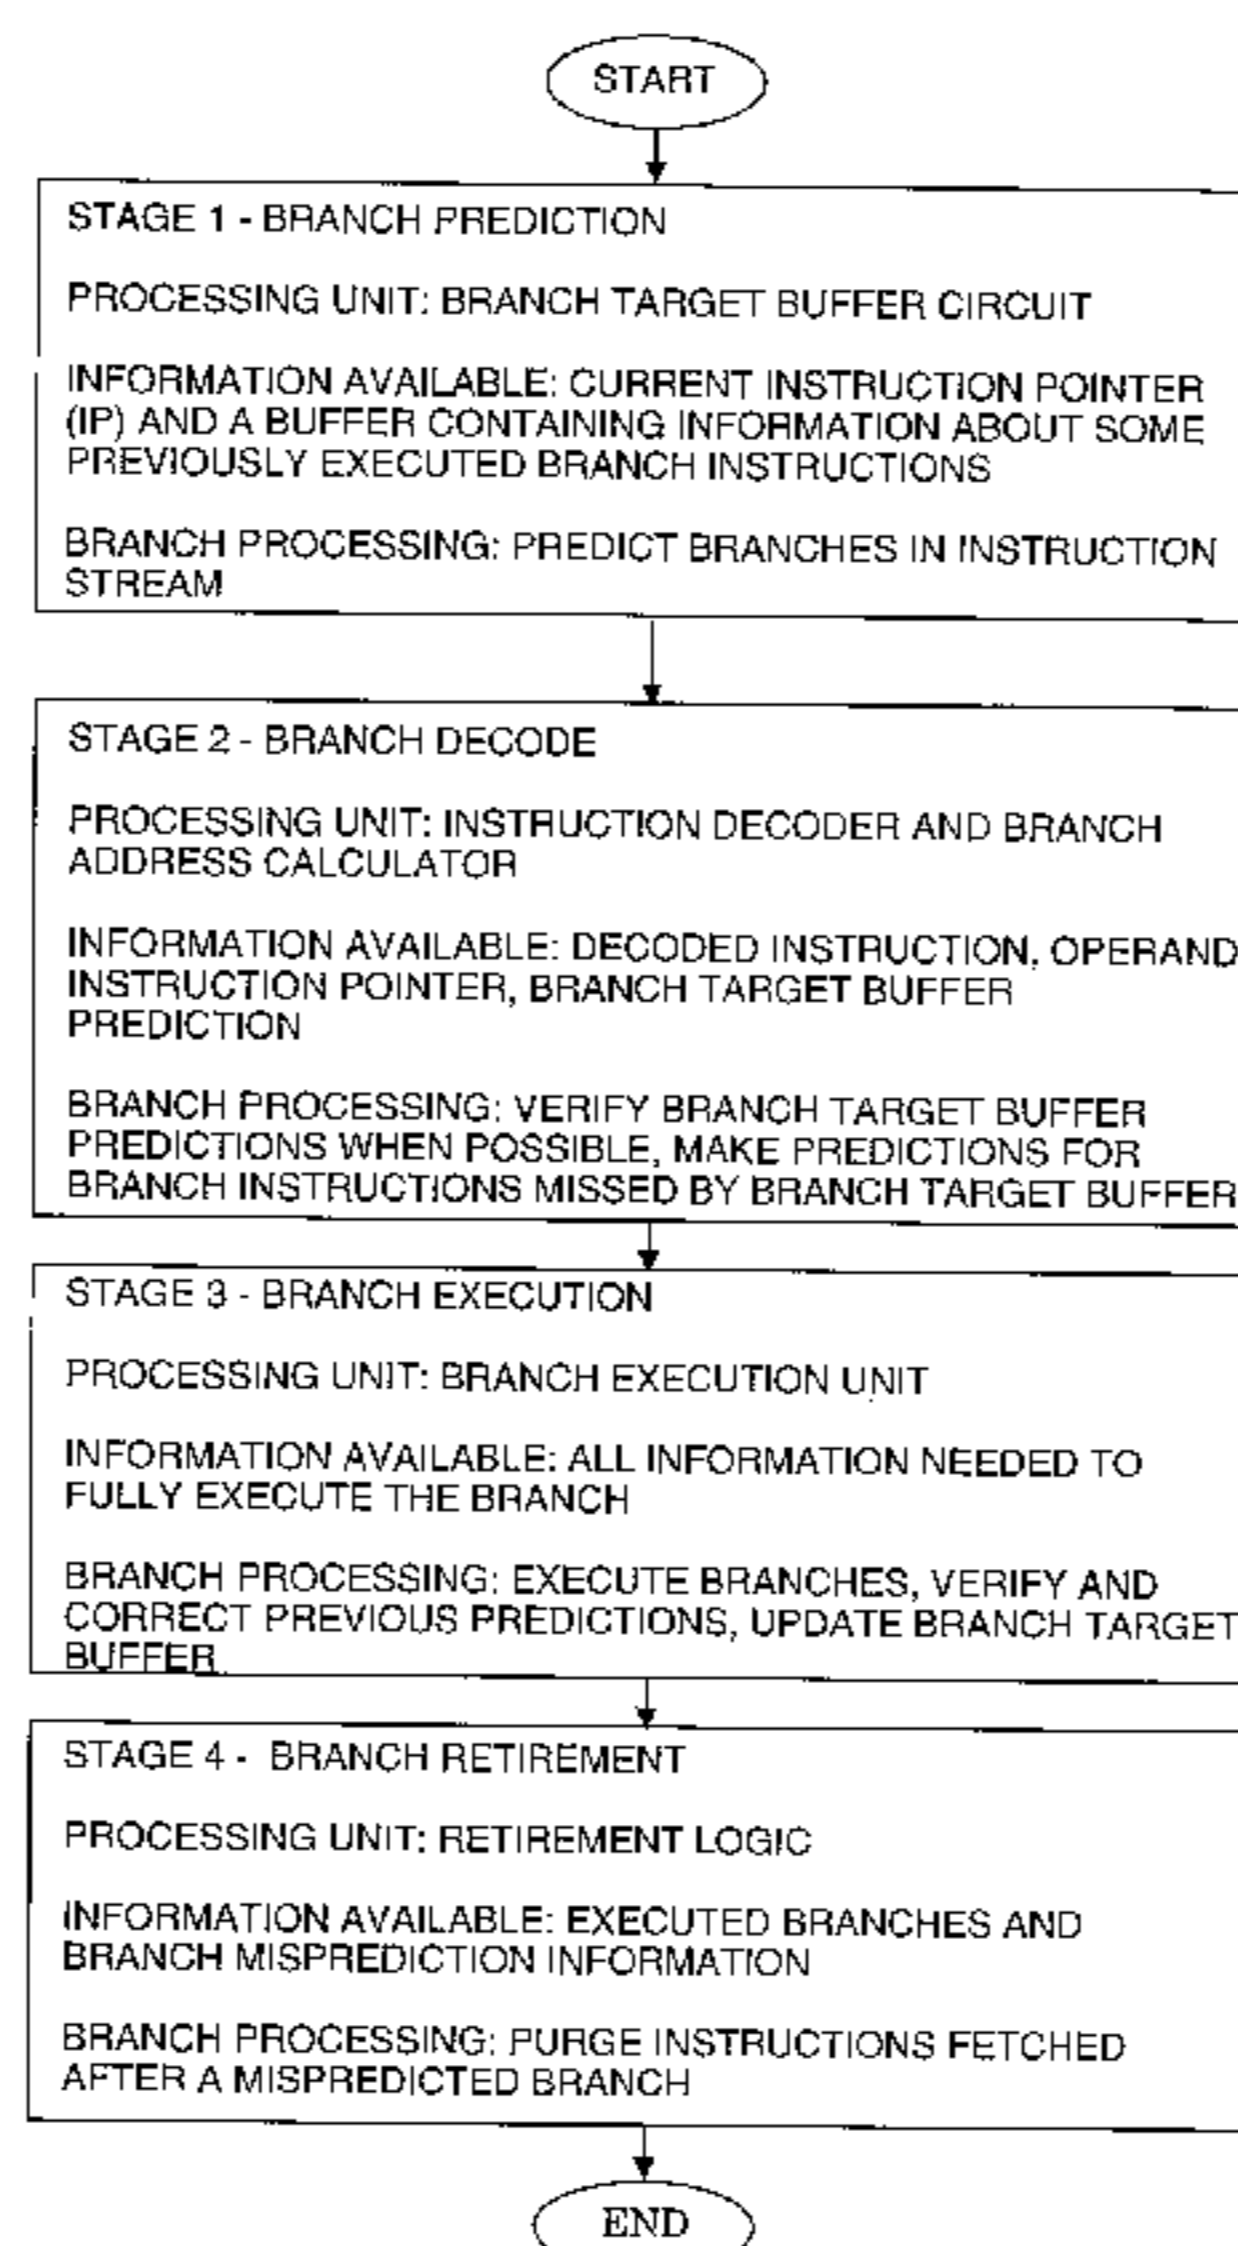 START
STAGE 1 - BRANCH PREDICTION
PROCESSING UNIT: BRANCH TARGET BUFFER CIRCUIT
INFORMATION AVAILABLE: CURRENT INSTRUCTION POINTER
(IP) AND A BUFFER CONTAINING INFORMATION ABOUT SOME
PREVIOUSLY EXECUTED BRANCH INSTRUCTIONS
BRANCH PROCESSING: PREDICT BRANCHES IN INSTRUCTION
STREAM
STAGE 2 - BRANCH DECODE
PROCESSING UNIT: INSTRUCTION DECODER AND BRANCH
ADDRESS CALCULATOR
INFORMATION AVAILABLE: DECODED INSTRUCTION, OPERAND
INSTRUCTION POINTER, BRANCH TARGET BUFFER
PREDICTION
BRANCH PROCESSING: VERIFY BRANCH TARGET BUFFER
PREDICTIONS WHEN POSSIBLE, MAKE PREDICTIONS FOR
BRANCH INSTRUCTIONS MISSED BY BRANCH TARGET BUFFER
STAGE 3 - BRANCH EXECUTION
PROCESSING UNIT: BRANCH EXECUTION UNIT
INFORMATION AVAILABLE: ALL INFORMATION NEEDED TO
FULLY EXECUTE THE BRANCH
BRANCH PROCESSING: EXECUTE BRANCHES, VERIFY AND
CORRECT PREVIOUS PREDICTIONS, UPDATE BRANCH TARGET
BUFFER
STAGE 4 - BRANCH RETIREMENT
PROCESSING UNIT: RETIREMENT LOGIC
INFORMATION AVAILABLE: EXECUTED BRANCHES AND
BRANCH MISPREDICTION INFORMATION
BRANCH PROCESSING: PURGE INSTRUCTIONS FETCHED
AFTER A MISPREDICTED BRANCH
END